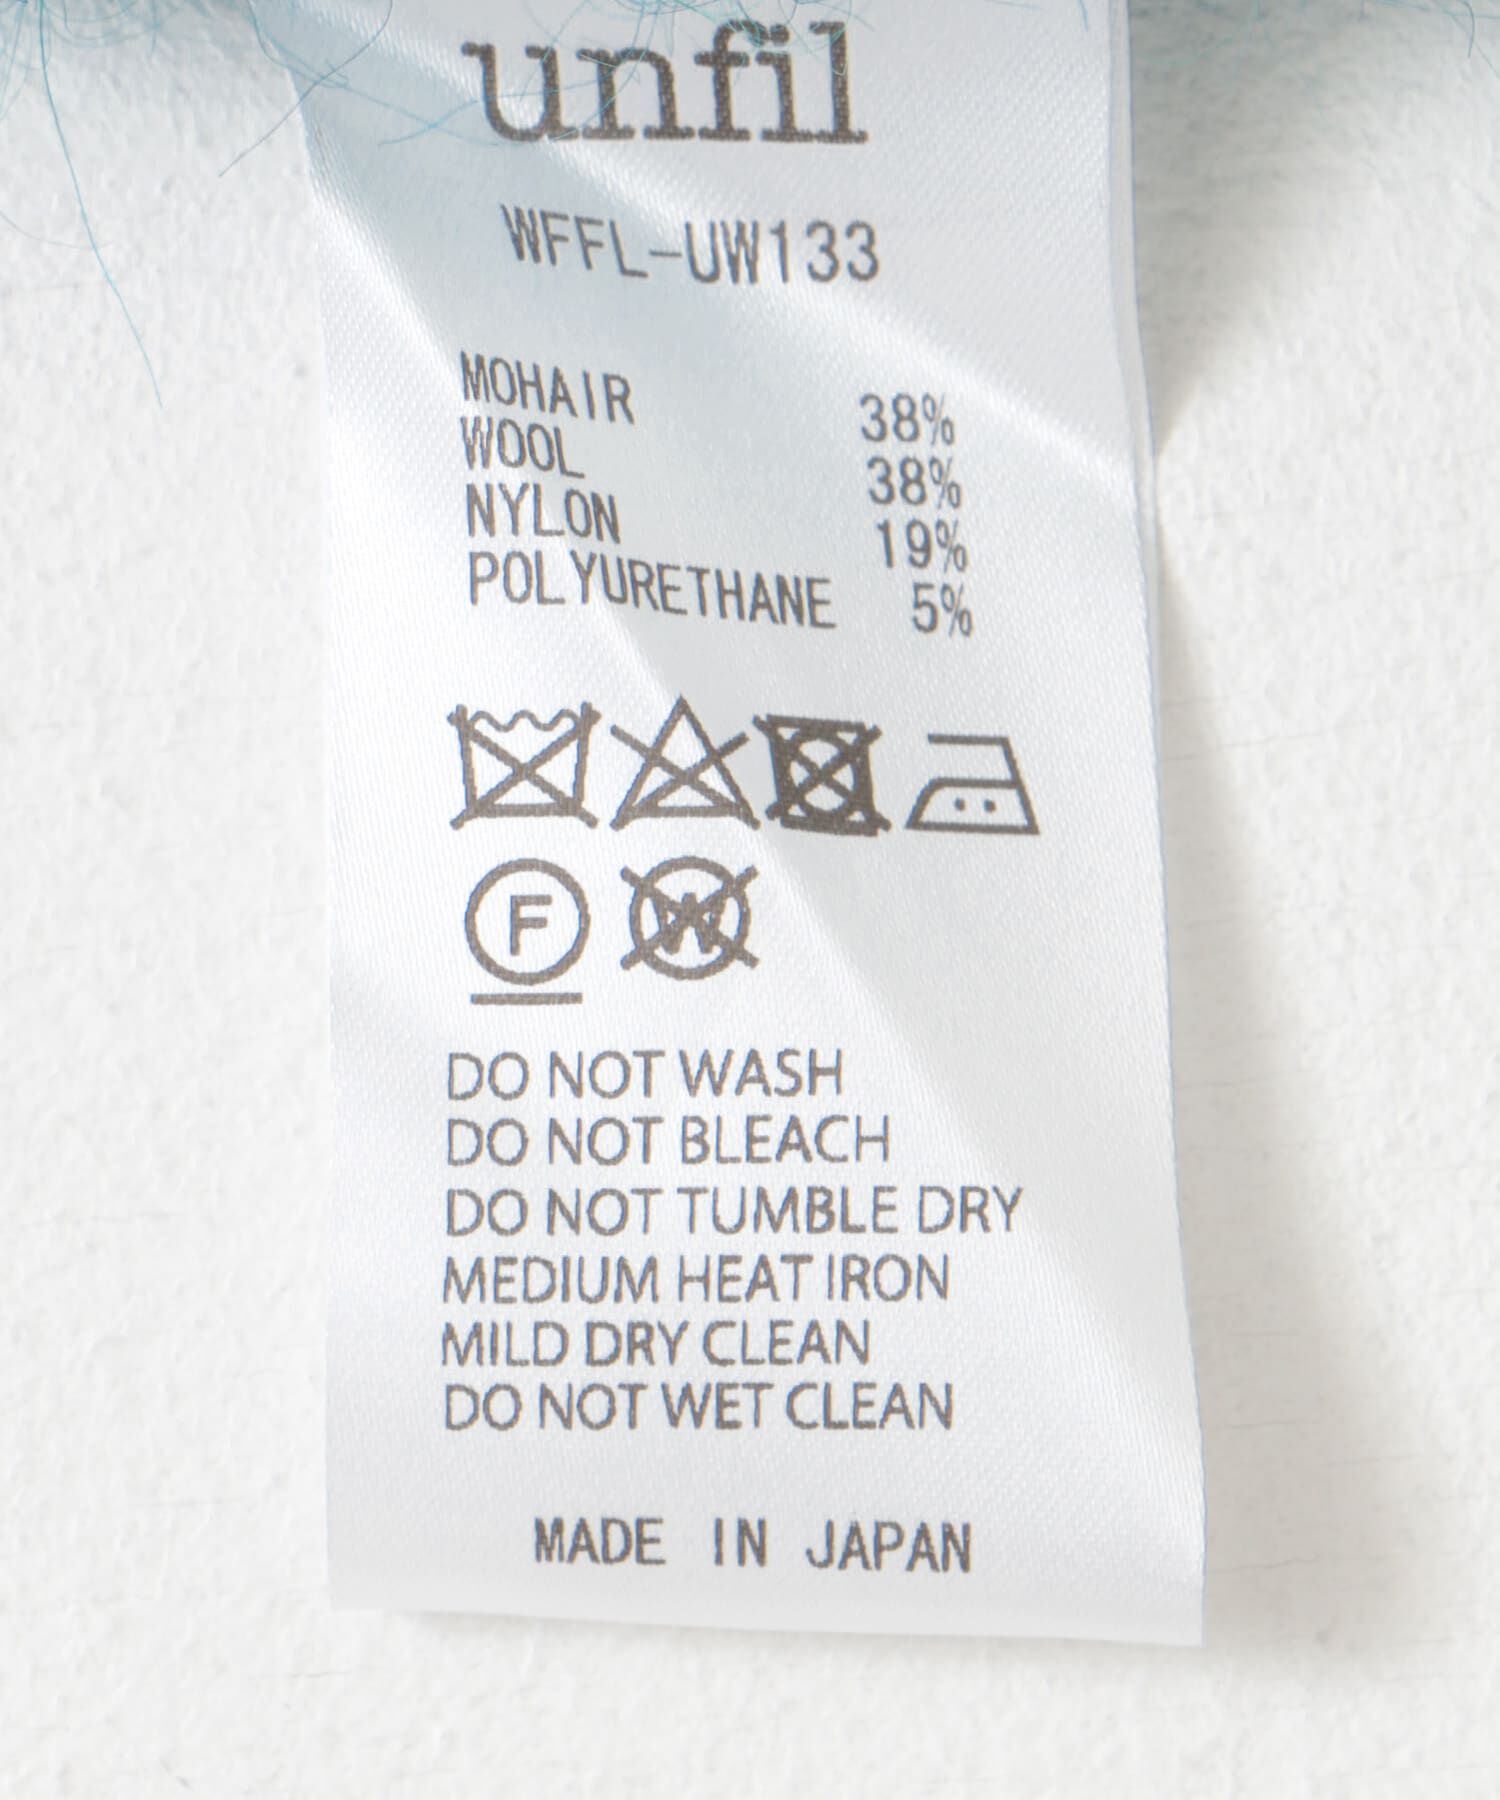 unfil
WFFL-UW133
MOHAIR 38%
WOOL 38%
NYLON 19%
POLYURETHANE 5%
F W
DO NOT WASH
DO NOT BLEACH
DO NOT TUMBLE DRY
MEDIUM HEAT IRON
MILD DRY CLEAN
DO NOT WET CLEAN
MADE IN JAPAN